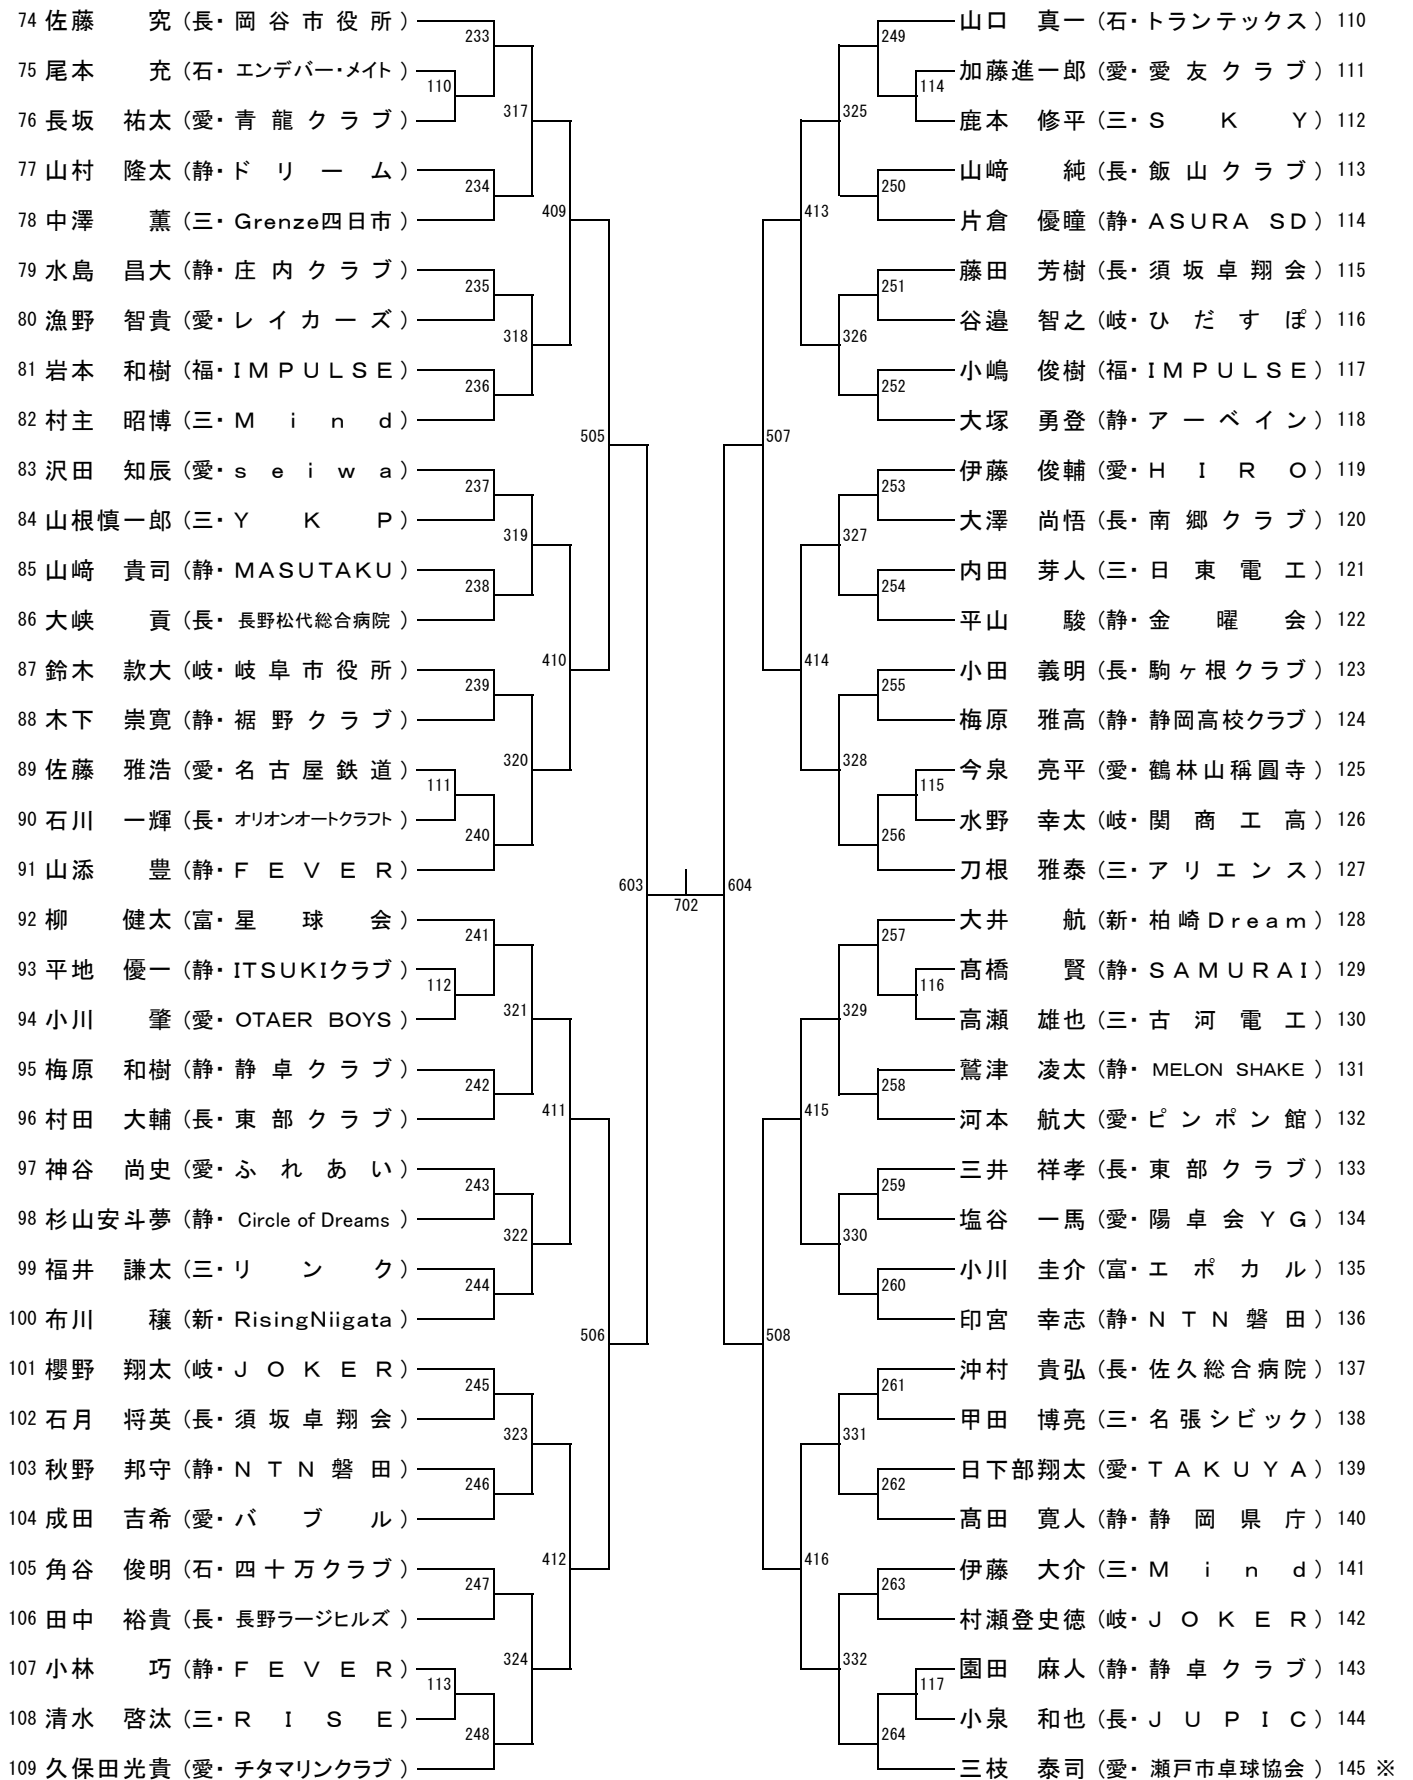 74 佐藤 究 (長・岡谷市役所)
233
75 尾本 充 (石・エンデバー・メイト)
110
76 長坂 祐太 (愛・青龍クラブ)
317
77 山村 隆太 (静・ドリーム)
234
78 中澤 薫 (三・Grenze四日市)
409
79 水島 昌大 (静・庄内クラブ)
235
80 漁野 智貴 (愛・レイカーズ)
318
81 岩本 和樹 (福・IMPULSE)
236
82 村主 昭博 (三・Mind)
505
83 沢田 知辰 (愛・seiwa)
237
84 山根慎一郎 (三・YKP)
319
85 山﨑 貴司 (静・MASUTAKU)
238
86 大峡 貢 (長・長野松代総合病院)
410
87 鈴木 款大 (岐・岐阜市役所)
239
88 木下 崇寛 (静・裾野クラブ)
320
89 佐藤 雅浩 (愛・名古屋鉄道)
111
90 石川 一輝 (長・オリオンオートクラフト)
240
91 山添 豊 (静・FEVER)
603
92 柳 健太 (富・星球会)
241
93 平地 優一 (静・ITSUKIクラブ)
112
94 小川 肇 (愛・OTAER BOYS)
321
95 梅原 和樹 (静・静卓クラブ)
242
96 村田 大輔 (長・東部クラブ)
411
97 神谷 尚史 (愛・ふれあい)
243
98 杉山安斗夢 (静・Circle of Dreams)
322
99 福井 謙太 (三・リンク)
244
100 布川 穣 (新・RisingNiigata)
506
101 櫻野 翔太 (岐・JOKER)
245
102 石月 将英 (長・須坂卓翔会)
323
103 秋野 邦守 (静・NTN磐田)
246
104 成田 吉希 (愛・バブル)
412
105 角谷 俊明 (石・四十万クラブ)
247
106 田中 裕貴 (長・長野ラージヒルズ)
324
107 小林 巧 (静・FEVER)
113
108 清水 啓汰 (三・RISE)
248
109 久保田光貴 (愛・チタマリンクラブ)
702
山口 真一 (石・トランテックス) 110
249
加藤進一郎 (愛・愛友クラブ) 111
114
鹿本 修平 (三・SKY) 112
325
山﨑 純 (長・飯山クラブ) 113
250
片倉 優瞳 (静・ASURA SD) 114
413
藤田 芳樹 (長・須坂卓翔会) 115
251
谷邉 智之 (岐・ひだすぽ) 116
326
小嶋 俊樹 (福・IMPULSE) 117
252
大塚 勇登 (静・アーベイン) 118
507
伊藤 俊輔 (愛・HIRO) 119
253
大澤 尚悟 (長・南郷クラブ) 120
327
内田 芽人 (三・日東電工) 121
254
平山 駿 (静・金曜会) 122
414
小田 義明 (長・駒ヶ根クラブ) 123
255
梅原 雅高 (静・静岡高校クラブ) 124
328
今泉 亮平 (愛・鶴林山稱圓寺) 125
115
水野 幸太 (岐・関商工高) 126
256
刀根 雅泰 (三・アリエンス) 127
604
大井 航 (新・柏崎Dream) 128
257
髙橋 賢 (静・SAMURAI) 129
116
高瀬 雄也 (三・古河電工) 130
329
鷲津 凌太 (静・MELON SHAKE) 131
258
河本 航大 (愛・ピンポン館) 132
415
三井 祥孝 (長・東部クラブ) 133
259
塩谷 一馬 (愛・陽卓会YG) 134
330
小川 圭介 (富・エポカル) 135
260
印宮 幸志 (静・NTN磐田) 136
508
沖村 貴弘 (長・佐久総合病院) 137
261
甲田 博亮 (三・名張シビック) 138
331
日下部翔太 (愛・TAKUYA) 139
262
髙田 寛人 (静・静岡県庁) 140
416
伊藤 大介 (三・Mind) 141
263
村瀬登史徳 (岐・JOKER) 142
332
園田 麻人 (静・静卓クラブ) 143
117
小泉 和也 (長・JUPIC) 144
264
三枝 泰司 (愛・瀬戸市卓球協会) 145 ※